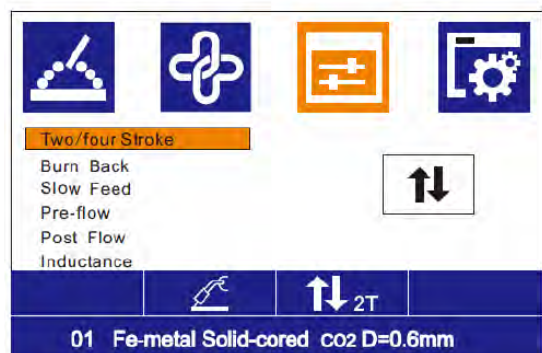 Two/four Stroke
Burn Back
Slow Feed
Pre-flow
Post Flow
Inductance
2T
01 Fe-metal Solid-cored CO2 D=0.6mm